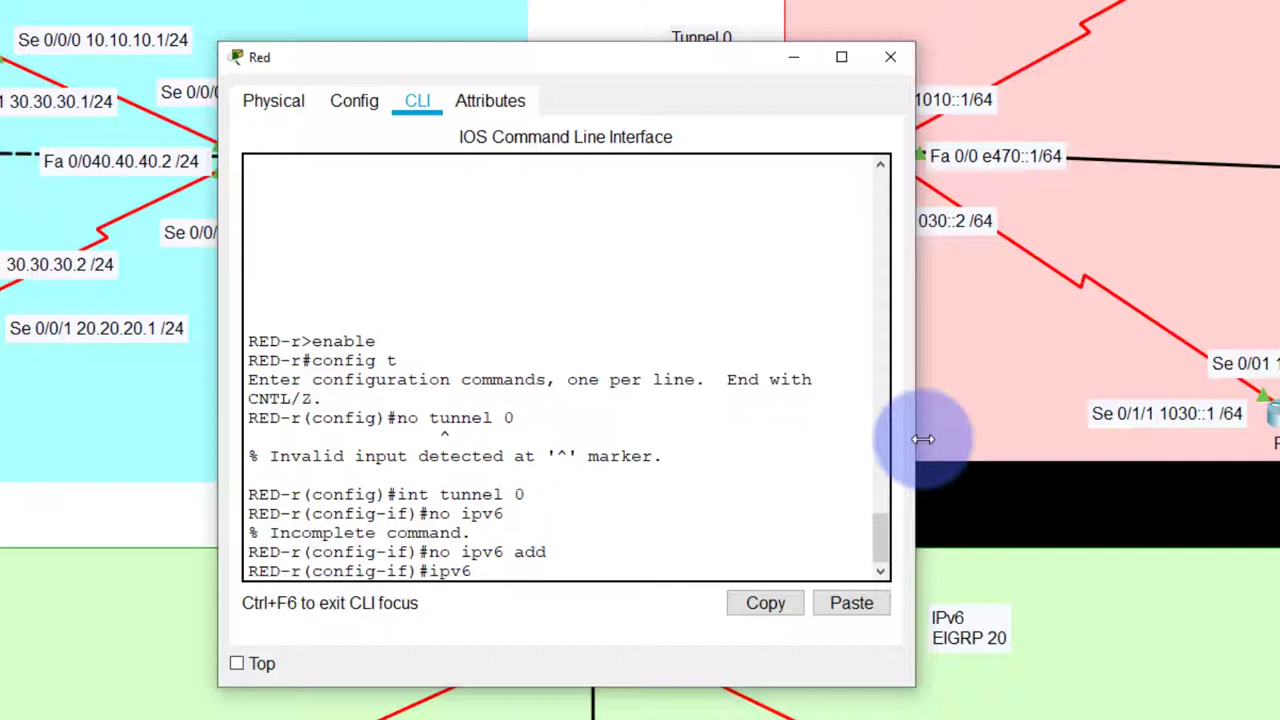 Se 0/0/0 10.10.10.1/24
Tunnel 0
Red
Se 0/0/
1 30.30.30.1/24
Physical
Config
CLI
Attributes
1010::1/64
IOS Command Line Interface
Fa 0/040.40.40.2 /24
Fa 0/0 e470::1/64
030::2 /64
Se 0/0/
30.30.30.2 /24
Se 0/0/1 20.20.20.1 /24
RED-r>enable
RED-r#config t
Enter configuration commands, one per line.  End with
CNTL/Z.
RED-r(config)#no tunnel 0
^
% Invalid input detected at '^' marker.
RED-r(config)#int tunnel 0
RED-r(config-if)#no ipv6
% Incomplete command.
RED-r(config-if)#no ipv6 add
RED-r(config-if)#ipv6
Se 0/01 1
Se 0/1/1 1030::1 /64
Ctrl+F6 to exit CLI focus
Copy
Paste
IPv6
EIGRP 20
Top